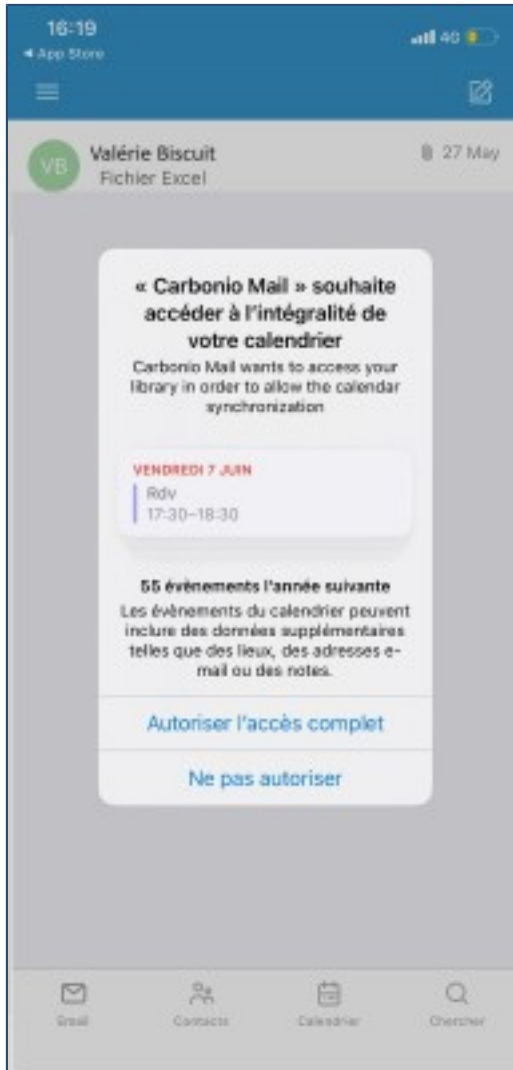 16:19
4G
◀ App Store
VB
Valérie Biscuit
27 May
Fichier Excel
« Carbonio Mail » souhaite
accéder à l'intégralité de
votre calendrier
Carbonio Mail wants to access your
library in order to allow the calendar
synchronization
VENDREDI 7 JUIN
Rdv
17:30–18:30
55 évènements l'année suivante
Les évènements du calendrier peuvent
inclure des données supplémentaires
telles que des lieux, des adresses e-
mail ou des notes.
Autoriser l'accès complet
Ne pas autoriser
Email
Contacts
Calendrier
Chercher